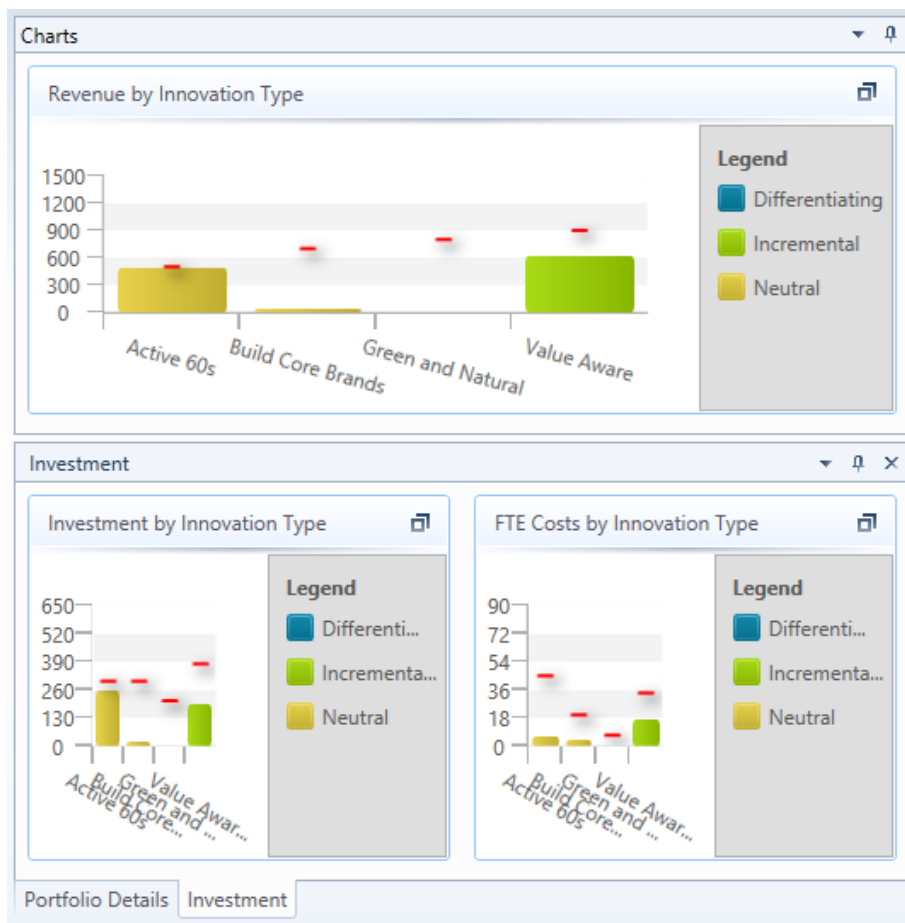 Charts
Revenue by Innovation Type
1500
1200
900
600
300
0
Active 60s
Build Core Brands
Green and Natural
Value Aware
Legend
Differentiating
Incremental
Neutral
Investment
Investment by Innovation Type
650
520
390
260
130
0
Active 60s
Build Core...
Green and ...
Value Awar...
Legend
Differenti...
Incrementa...
Neutral
FTE Costs by Innovation Type
90
72
54
36
18
0
Active 60s
Build Core...
Green and ...
Value Awar...
Legend
Differenti...
Incrementa...
Neutral
Portfolio Details
Investment